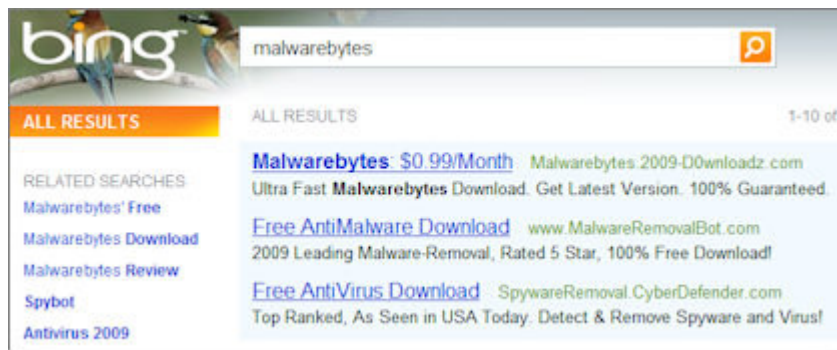 bing
malwarebytes
ALL RESULTS
RELATED SEARCHES
Malwarebytes' Free
Malwarebytes Download
Malwarebytes Review
Spybot
Antivirus 2009
ALL RESULTS 1-10 of
Malwarebytes: $0.99/Month Malwarebytes.2009-D0wnloadz.com
Ultra Fast Malwarebytes Download. Get Latest Version. 100% Guaranteed.
Free AntiMalware Download www.MalwareRemovalBot.com
2009 Leading Malware-Removal, Rated 5 Star, 100% Free Download!
Free AntiVirus Download SpywareRemoval.CyberDefender.com
Top Ranked, As Seen in USA Today. Detect & Remove Spyware and Virus!